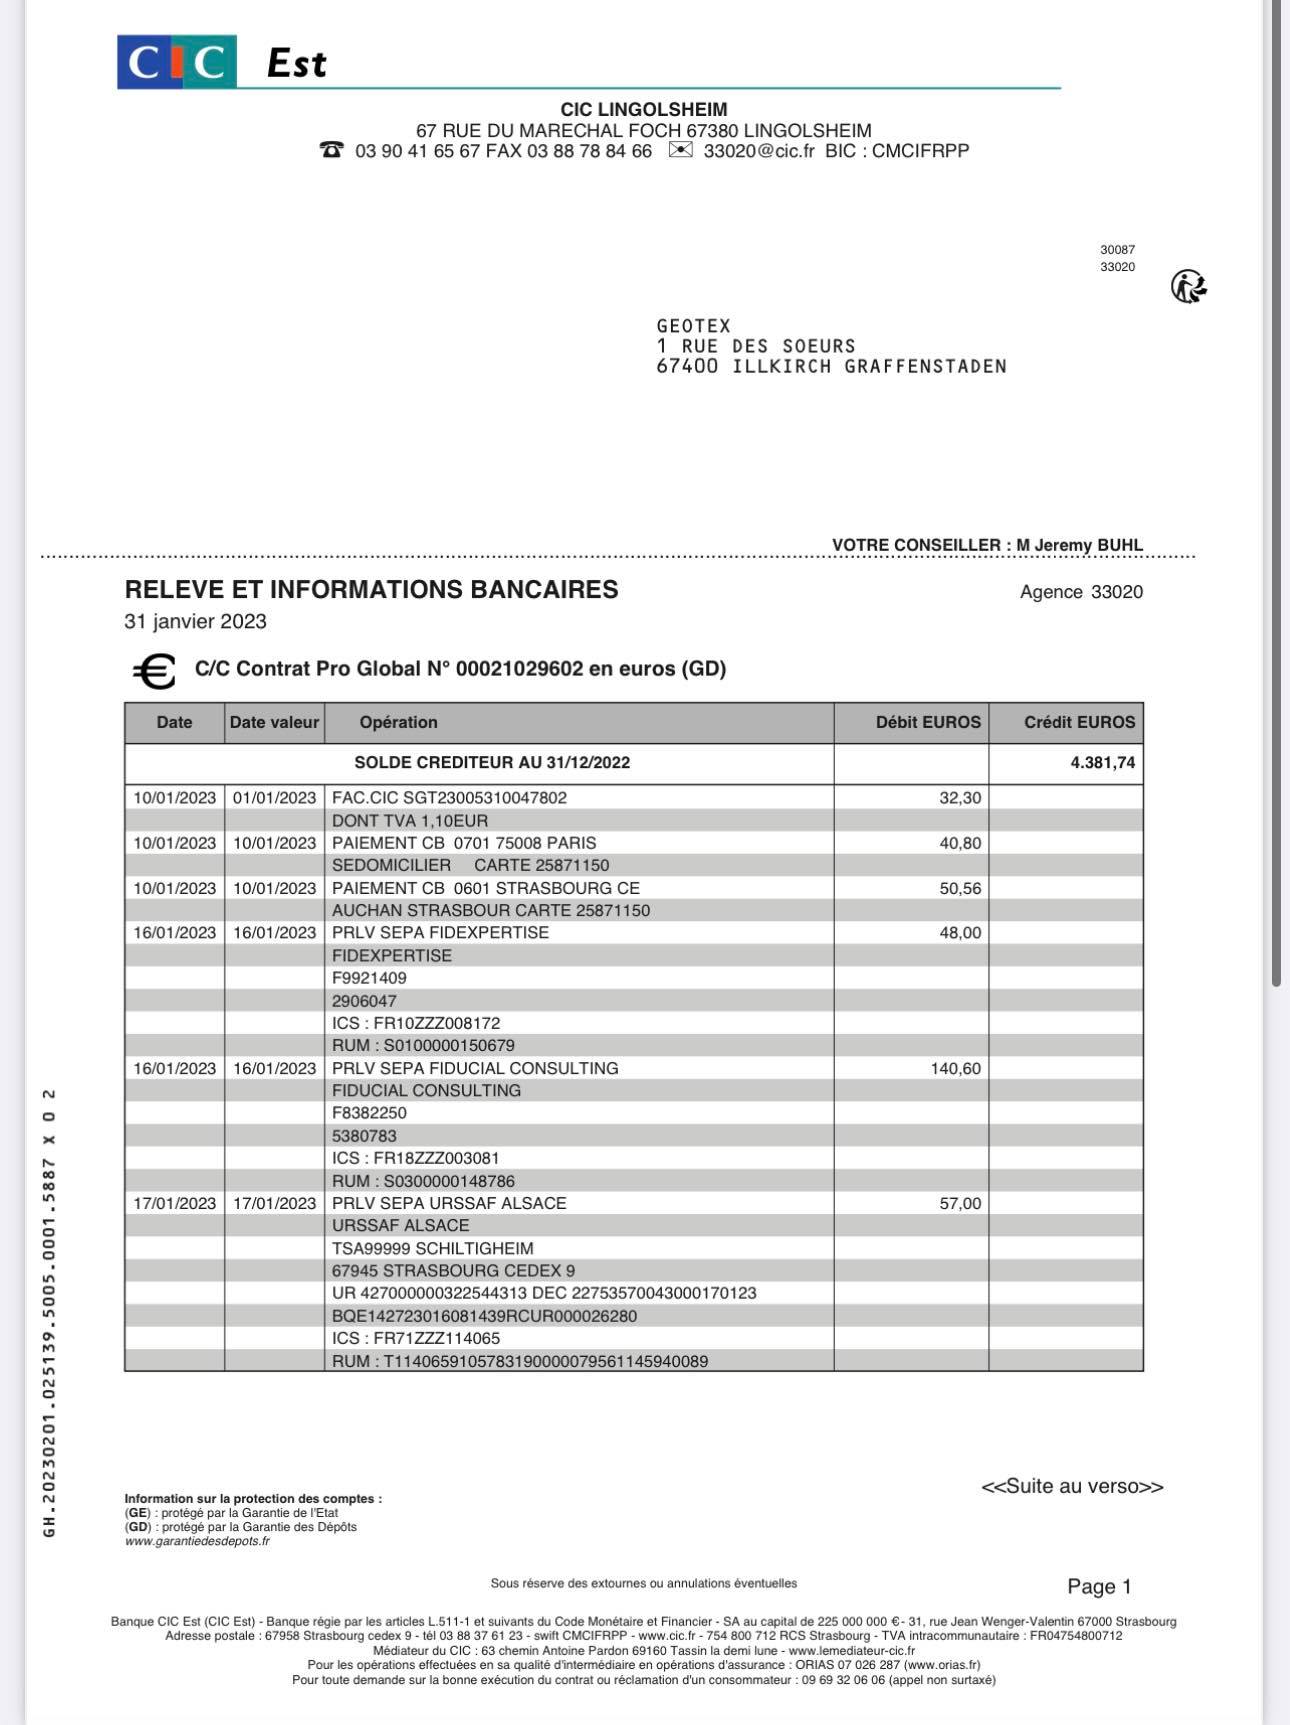 CIC Est
CIC LINGOLSHEIM
67 RUE DU MARECHAL FOCH 67380 LINGOLSHEIM
☎ 03 90 41 65 67 FAX 03 88 78 84 66 ✉ 33020@cic.fr BIC : CMCIFRPP
30087
33020
GEOTEX
1 RUE DES SOEURS
67400 ILLKIRCH GRAFFENSTADEN
VOTRE CONSEILLER : M Jeremy BUHL
RELEVE ET INFORMATIONS BANCAIRES Agence 33020
31 janvier 2023
€ C/C Contrat Pro Global N° 00021029602 en euros (GD)
Date Date valeur Opération Débit EUROS Crédit EUROS
SOLDE CREDITEUR AU 31/12/2022 4.381,74
10/01/2023 01/01/2023 FAC.CIC SGT23005310047802 32,30
DONT TVA 1,10EUR
10/01/2023 10/01/2023 PAIEMENT CB 0701 75008 PARIS 40,80
SEDOMICILIER CARTE 25871150
10/01/2023 10/01/2023 PAIEMENT CB 0601 STRASBOURG CE 50,56
AUCHAN STRASBOUR CARTE 25871150
16/01/2023 16/01/2023 PRLV SEPA FIDEXPERTISE 48,00
FIDEXPERTISE
F9921409
2906047
ICS : FR10ZZZ008172
RUM : S0100000150679
16/01/2023 16/01/2023 PRLV SEPA FIDUCIAL CONSULTING 140,60
FIDUCIAL CONSULTING
F8382250
5380783
ICS : FR18ZZZ003081
RUM : S0300000148786
17/01/2023 17/01/2023 PRLV SEPA URSSAF ALSACE 57,00
URSSAF ALSACE
TSA99999 SCHILTIGHEIM
67945 STRASBOURG CEDEX 9
UR 427000000322544313 DEC 22753570043000170123
BQE142723016081439RCUR000026280
ICS : FR71ZZZ114065
RUM : T1140659105783190000079561145940089
GH.20230201.025139.5005.0001.5887 X 0 2
<<Suite au verso>>
Information sur la protection des comptes :
(GE) : protégé par la Garantie de l'Etat
(GD) : protégé par la Garantie des Dépôts
www.garantiedesdepots.fr
Sous réserve des extournes ou annulations éventuelles
Page 1
Banque CIC Est (CIC Est) - Banque régie par les articles L.511-1 et suivants du Code Monétaire et Financier - SA au capital de 225 000 000 € - 31, rue Jean Wenger-Valentin 67000 Strasbourg
Adresse postale : 67958 Strasbourg cedex 9 - tél 03 88 37 61 23 - swift CMCIFRPP - www.cic.fr - 754 800 712 RCS Strasbourg - TVA intracommunautaire : FR04754800712
Médiateur du CIC : 63 chemin Antoine Pardon 69160 Tassin la demi lune - www.lemediateur-cic.fr
Pour les opérations effectuées en sa qualité d'intermédiaire en opérations d'assurance : ORIAS 07 026 287 (www.orias.fr)
Pour toute demande sur la bonne exécution du contrat ou réclamation d'un consommateur : 09 69 32 06 06 (appel non surtaxé)